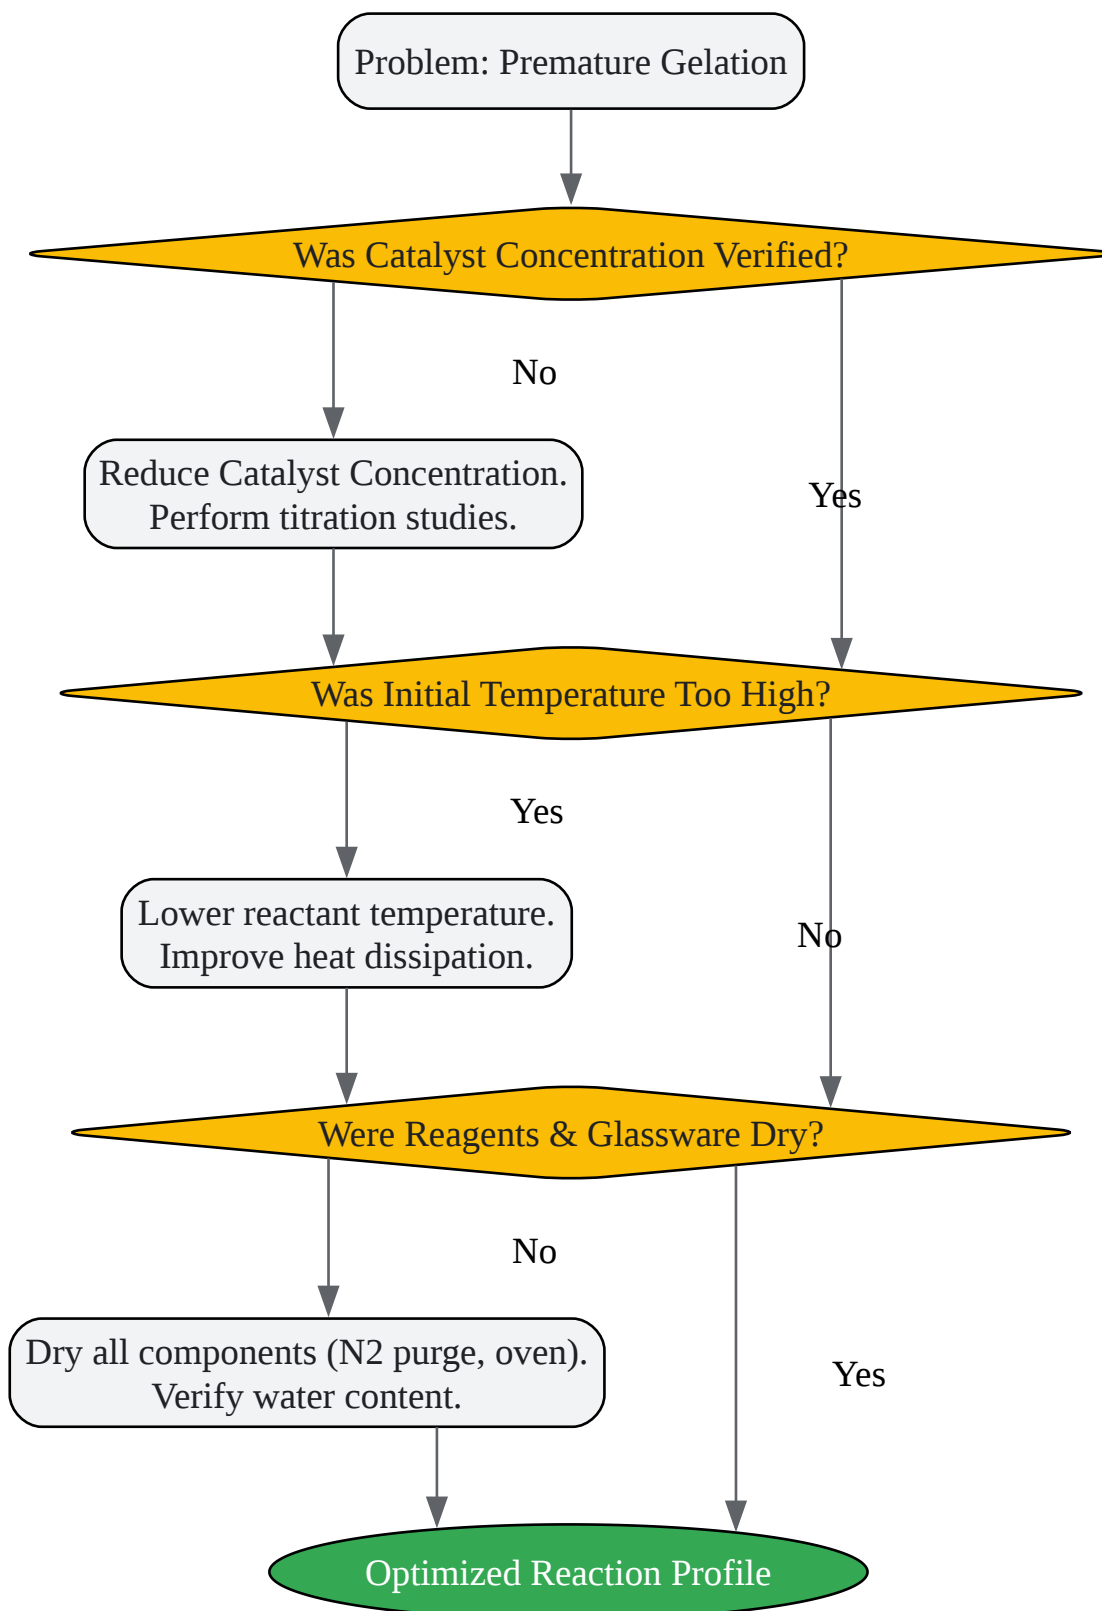 Problem: Premature Gelation
Was Catalyst Concentration Verified?
No
Reduce Catalyst Concentration.
Perform titration studies.
Yes
Was Initial Temperature Too High?
Yes
Lower reactant temperature.
Improve heat dissipation.
No
Were Reagents & Glassware Dry?
No
Dry all components (N2 purge, oven).
Verify water content.
Yes
Optimized Reaction Profile